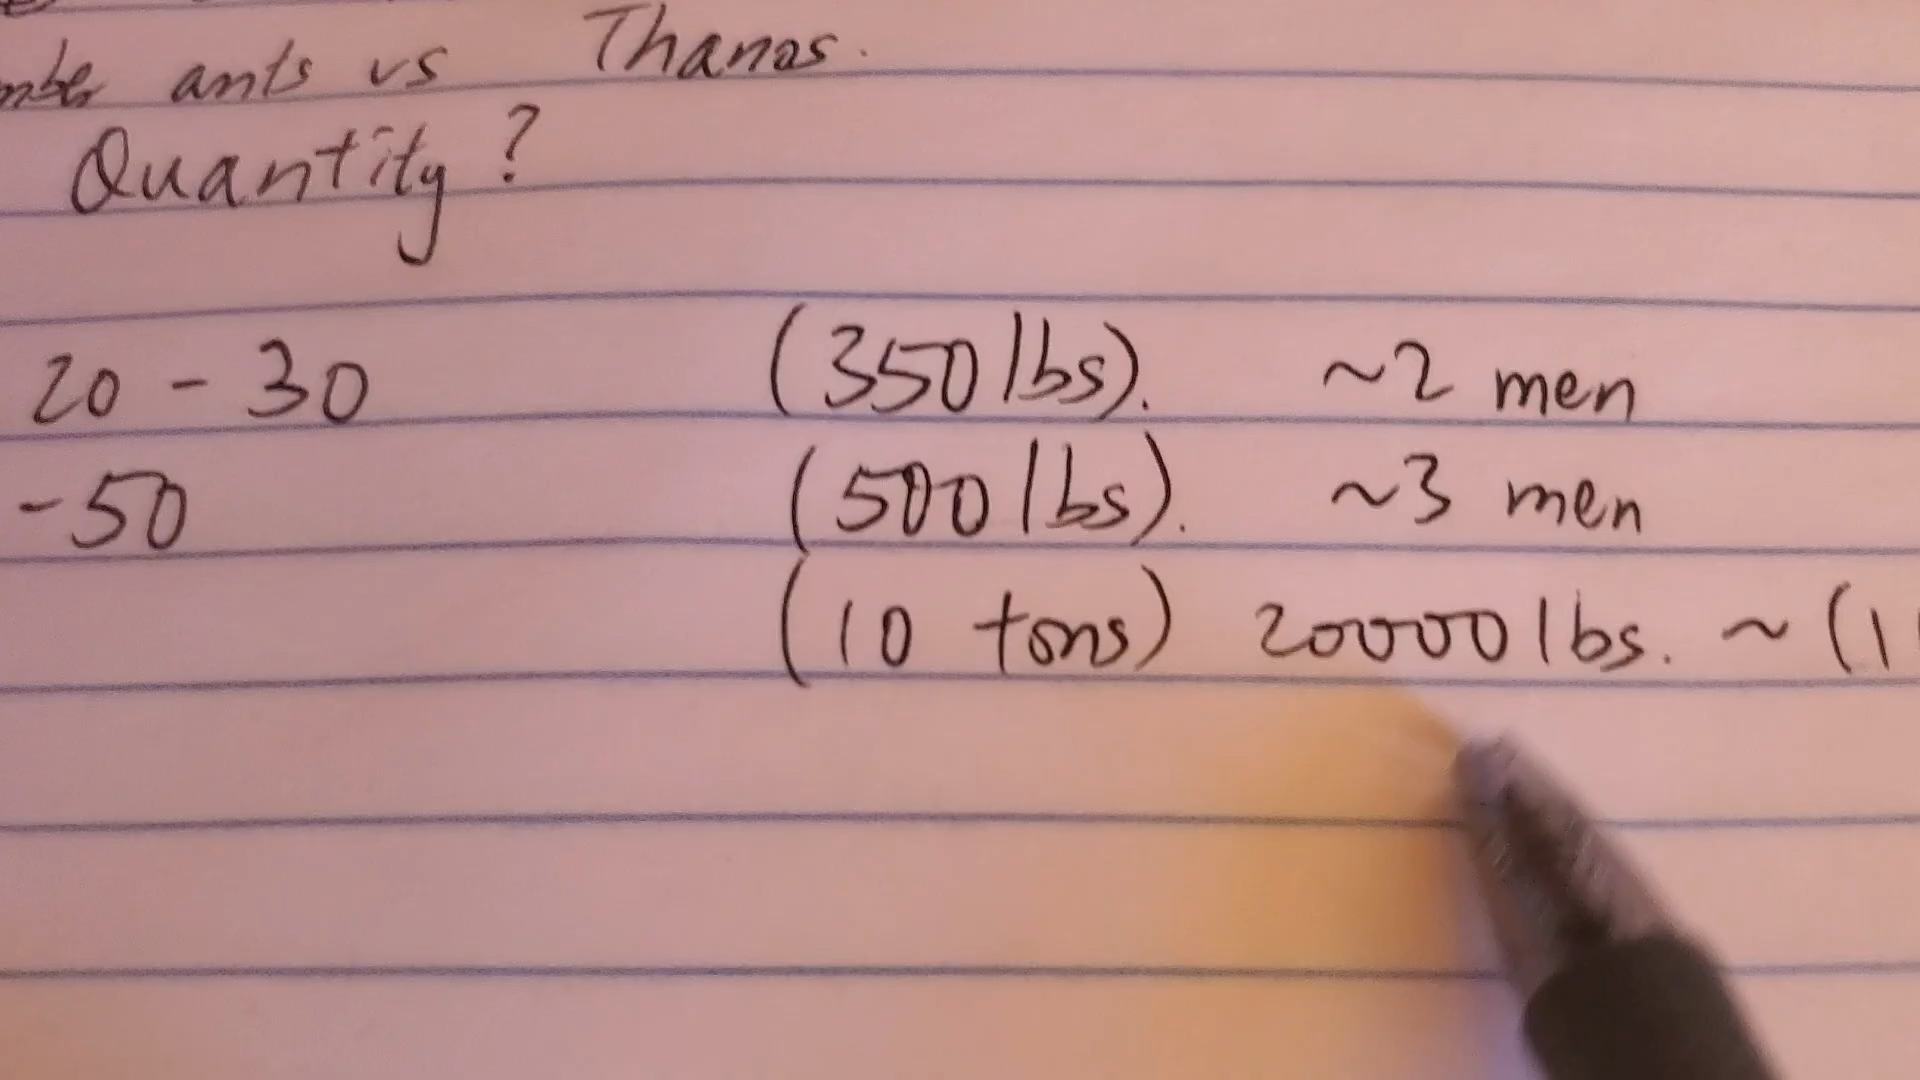 ants vs Thanos.
Quantity?
20 - 30 (350 lbs). ~2 men
-50 (500 lbs). ~3 men
(10 tons) 20000 lbs. ~ (1